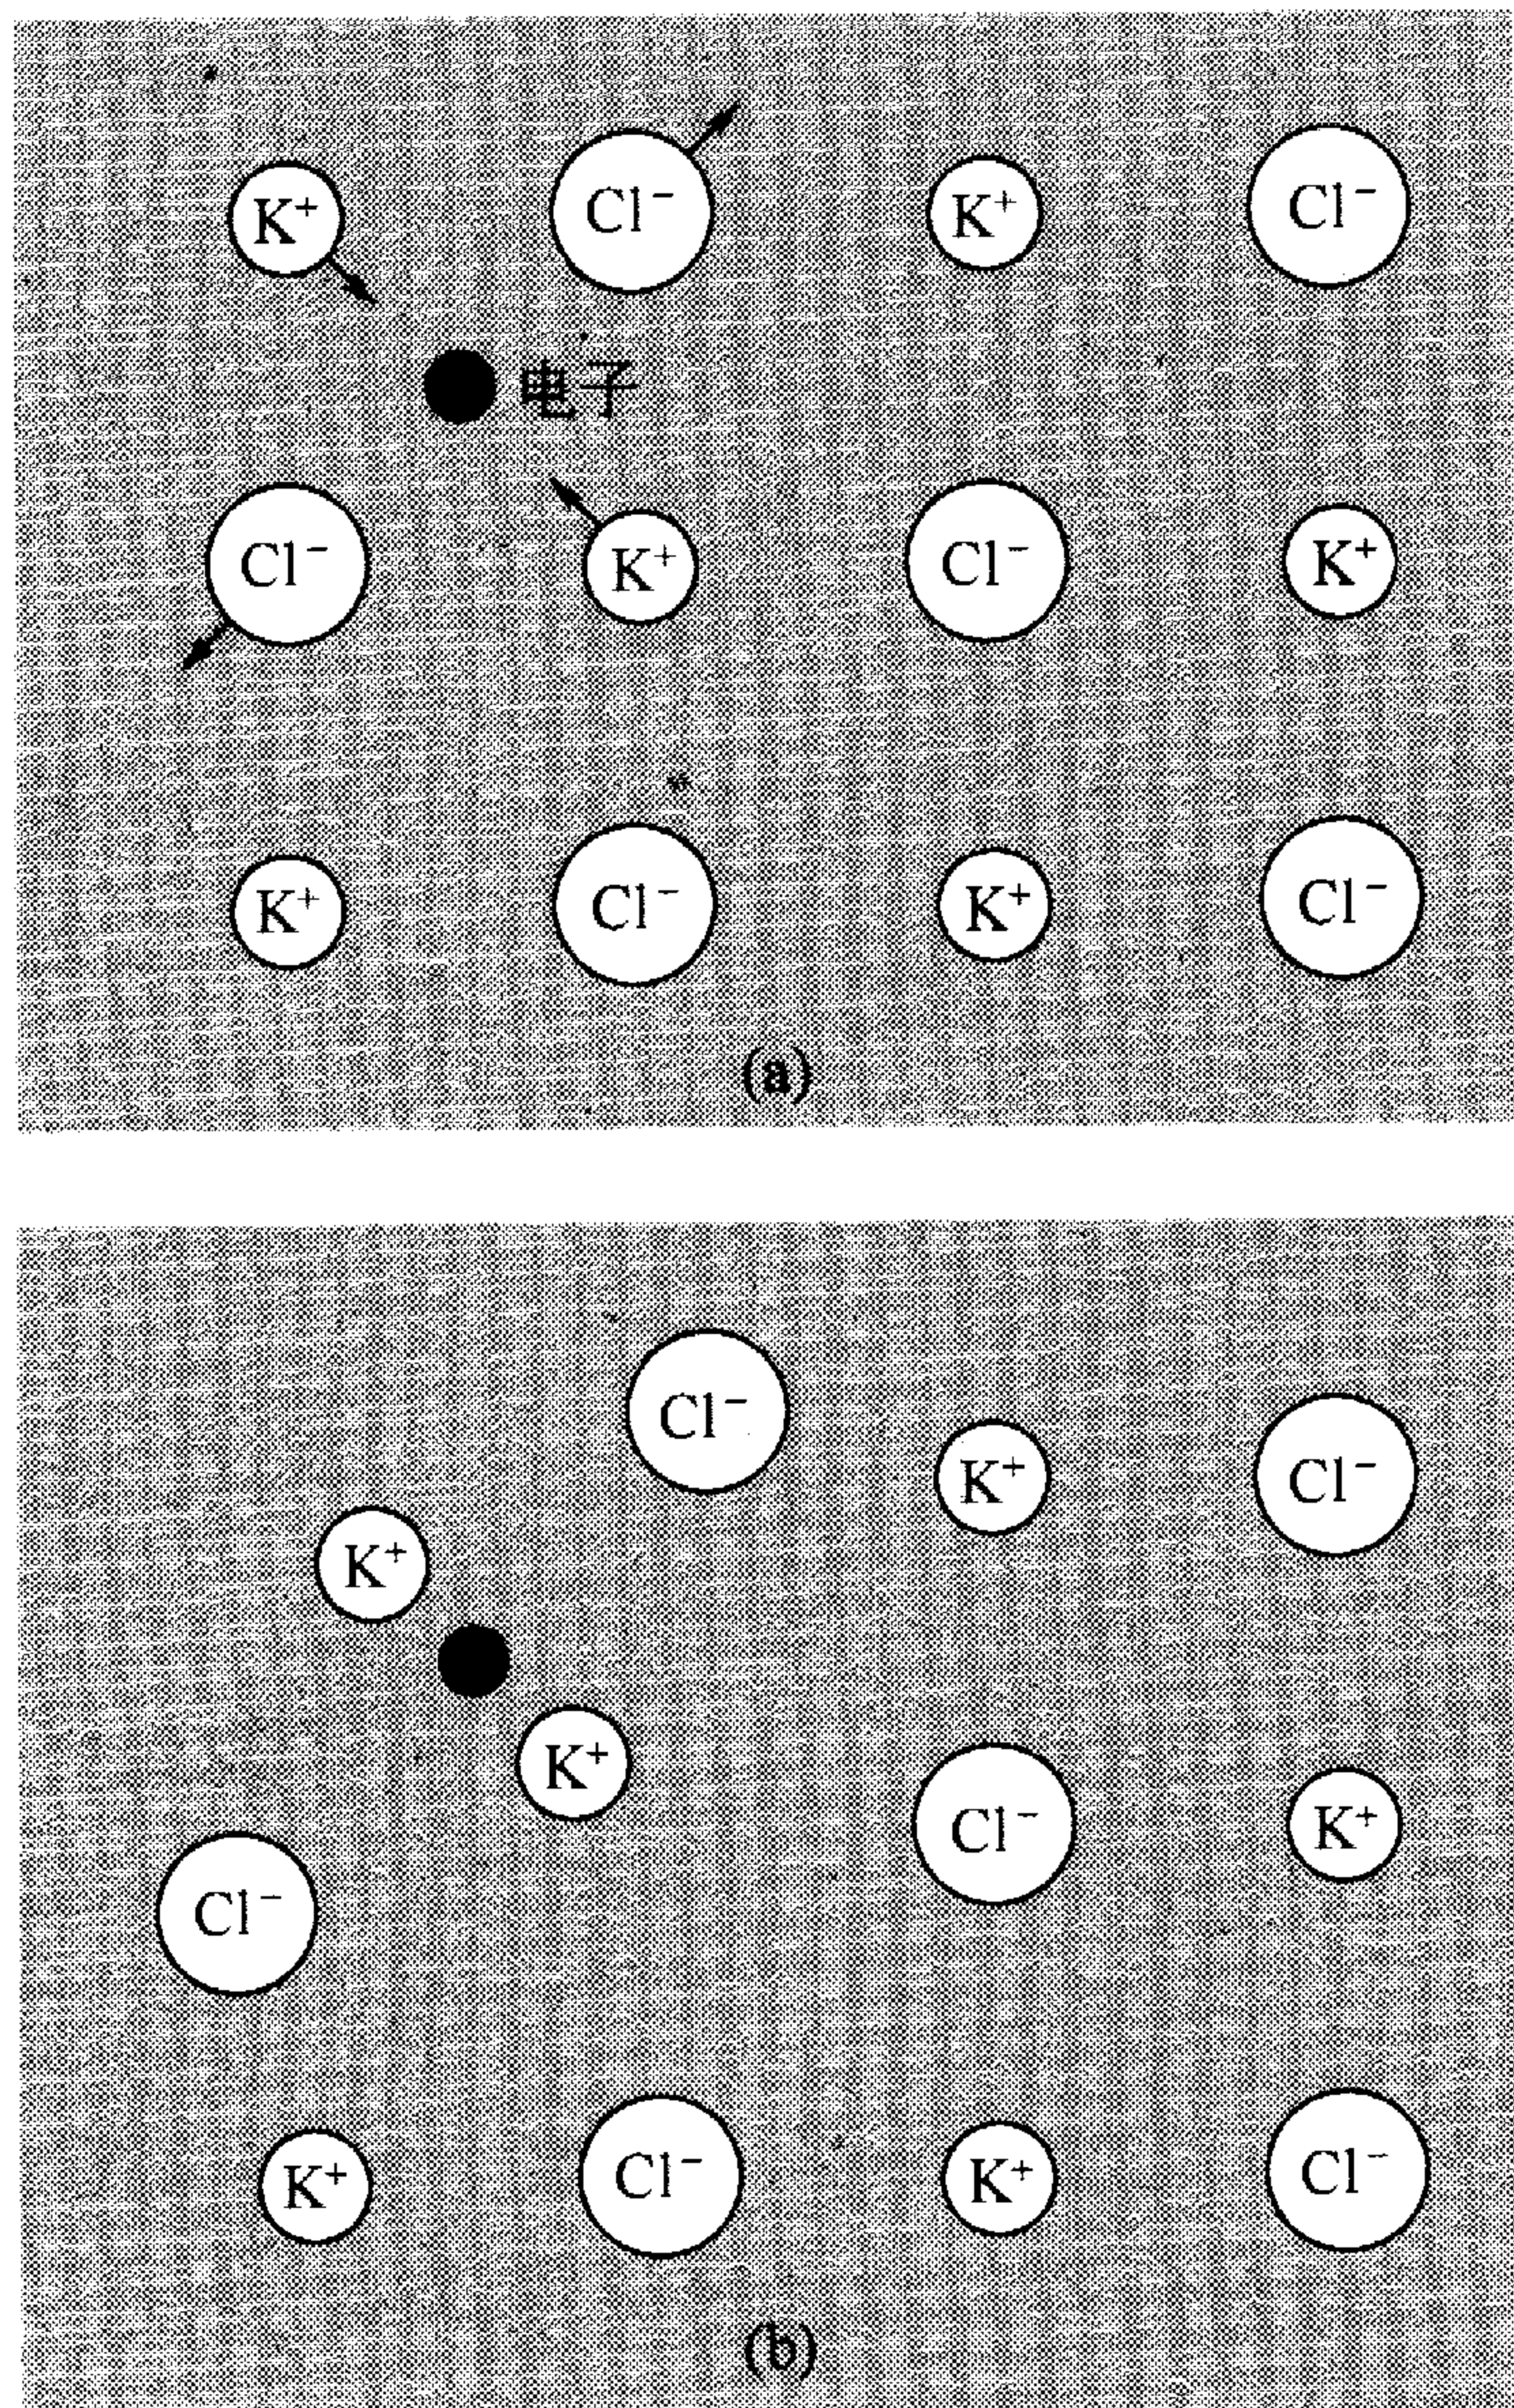 K⁺ Cl⁻ K⁺ Cl⁻
电子
Cl⁻ K⁺ Cl⁻ K⁺
K⁺ Cl⁻ K⁺ Cl⁻
(a)
Cl⁻ K⁺ Cl⁻
K⁺
K⁺ Cl⁻ K⁺
Cl⁻
K⁺ Cl⁻ K⁺ Cl⁻
(b)